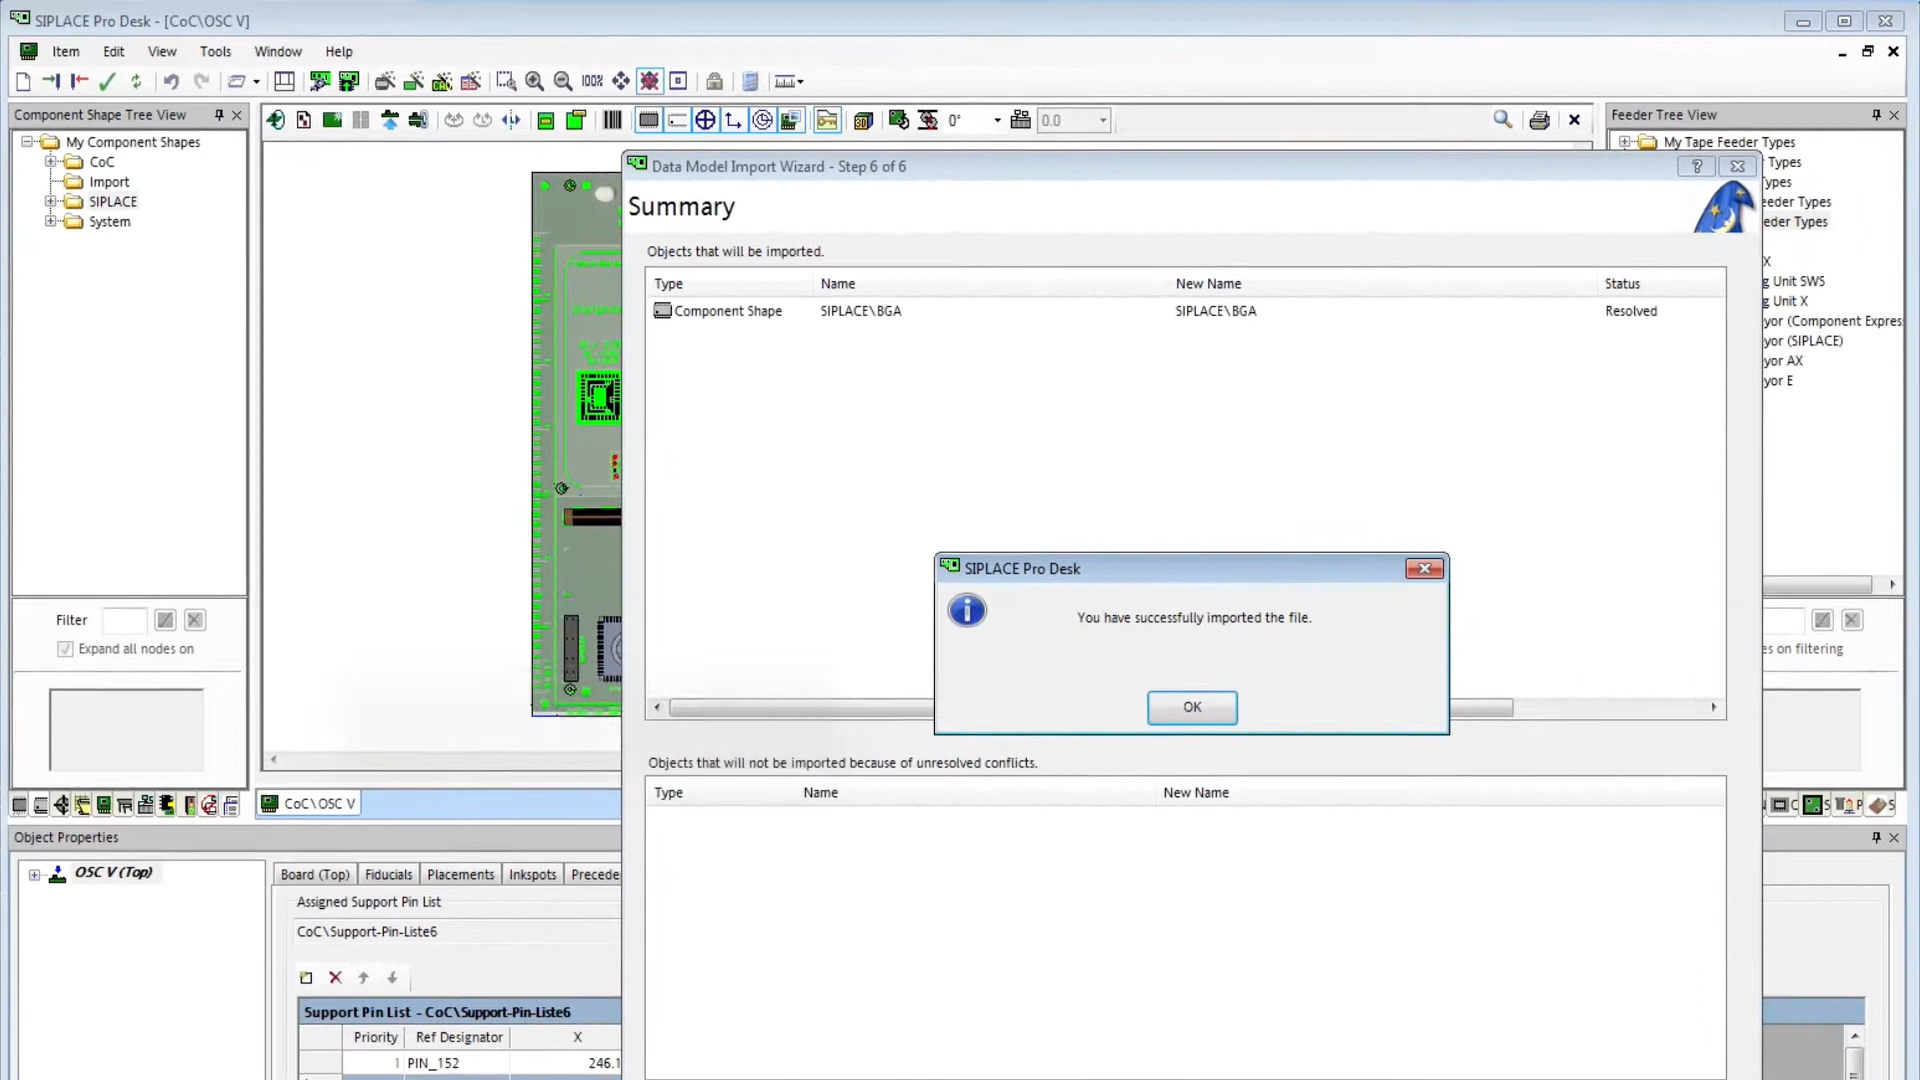 SIPLACE Pro Desk - [CoC\OSC V]
Item Edit View Tools Window Help
100%
Component Shape Tree View
My Component Shapes
CoC
Import
SIPLACE
System
Filter
Expand all nodes on
0°
0.0
Data Model Import Wizard - Step 6 of 6
Summary
Objects that will be imported.
Type Name New Name Status
Component Shape SIPLACE\BGA SIPLACE\BGA Resolved
SIPLACE Pro Desk
You have successfully imported the file.
OK
Objects that will not be imported because of unresolved conflicts.
Type Name New Name
Feeder Tree View
My Tape Feeder Types
Types
ypes
eeder Types
eeder Types
X
g Unit SWS
g Unit X
yor (Component Expres
yor (SIPLACE)
yor AX
yor E
es on filtering
C S P S
CoC\OSC V
Object Properties
OSC V (Top)
Board (Top) Fiducials Placements Inkspots Precede
Assigned Support Pin List
CoC\Support-Pin-Liste6
Support Pin List - CoC\Support-Pin-Liste6
Priority Ref Designator X
1 PIN_152 246.1